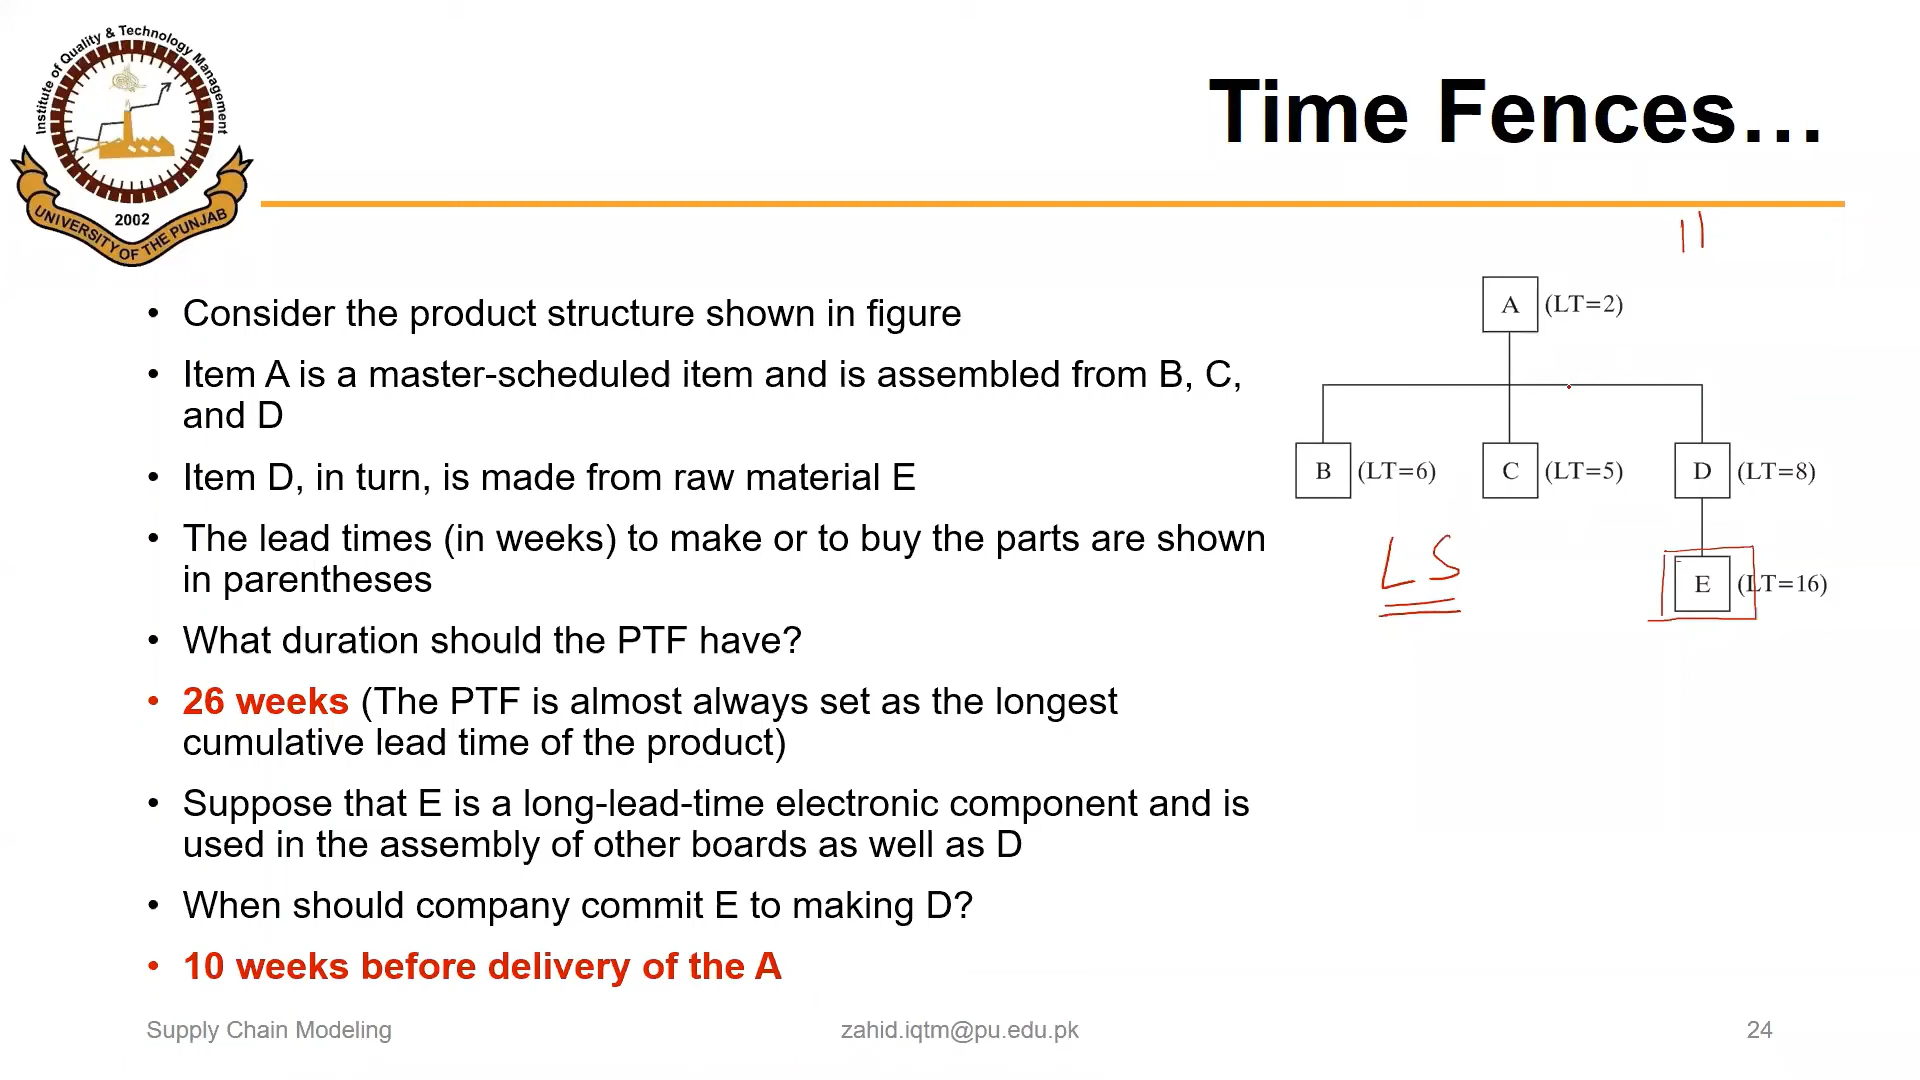 Institute of Quality & Technology Management
2002
UNIVERSITY OF THE PUNJAB
Time Fences...
11
• Consider the product structure shown in figure
• Item A is a master-scheduled item and is assembled from B, C,
and D
• Item D, in turn, is made from raw material E
• The lead times (in weeks) to make or to buy the parts are shown
in parentheses
• What duration should the PTF have?
• 26 weeks (The PTF is almost always set as the longest
cumulative lead time of the product)
• Suppose that E is a long-lead-time electronic component and is
used in the assembly of other boards as well as D
• When should company commit E to making D?
• 10 weeks before delivery of the A
A (LT=2)
B (LT=6) C (LT=5) D (LT=8)
LS
E (LT=16)
Supply Chain Modeling zahid.iqtm@pu.edu.pk 24